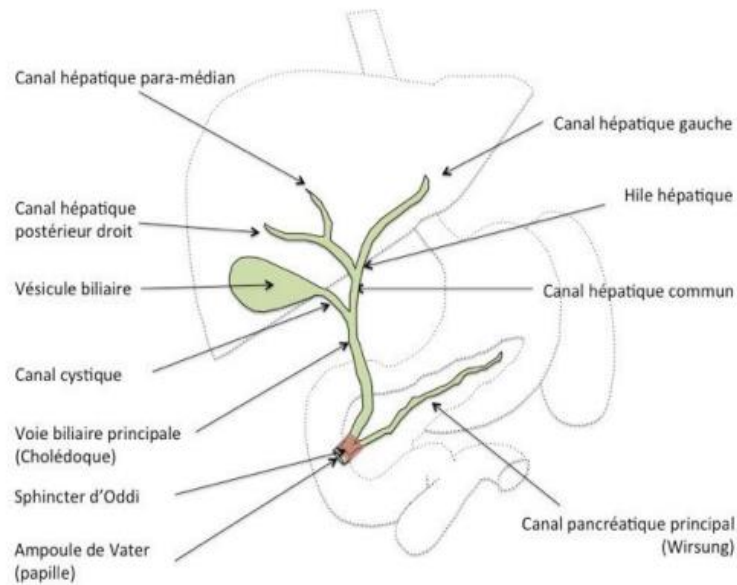 Canal hépatique para-médian
Canal hépatique
postérieur droit
Vésicule biliaire
Canal cystique
Voie biliaire principale
(Cholédoque)
Sphincter d'Oddi
Ampoule de Vater
(papille)
Canal hépatique gauche
Hile hépatique
Canal hépatique commun
Canal pancréatique principal
(Wirsung)